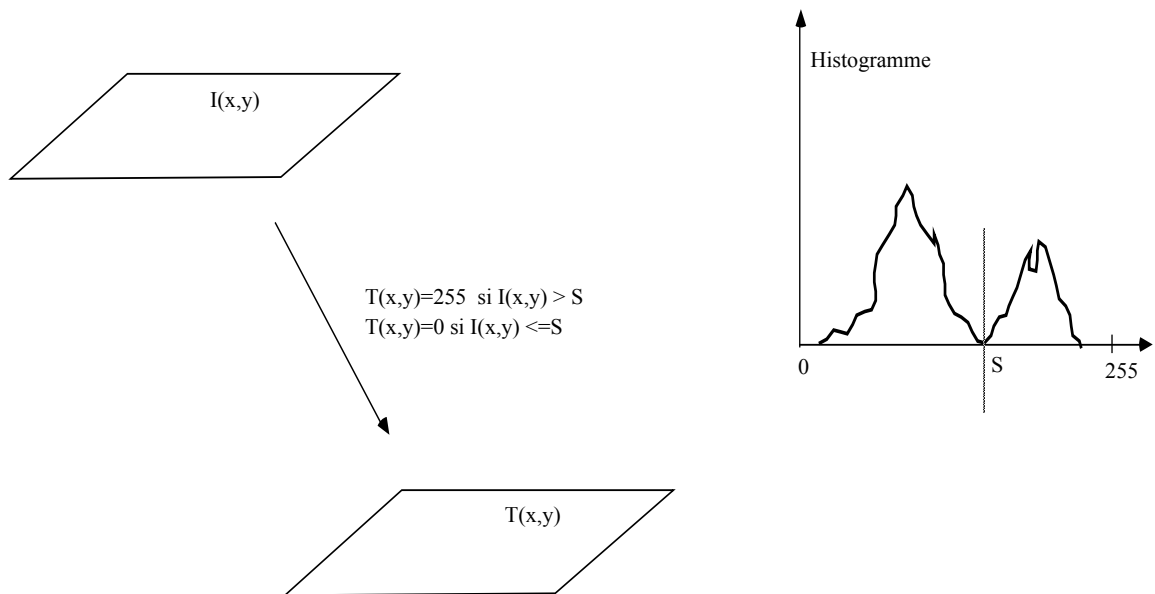 Histogramme
I(x,y)
T(x,y)=255 si I(x,y) > S
T(x,y)=0 si I(x,y) <=S
0
S
255
T(x,y)